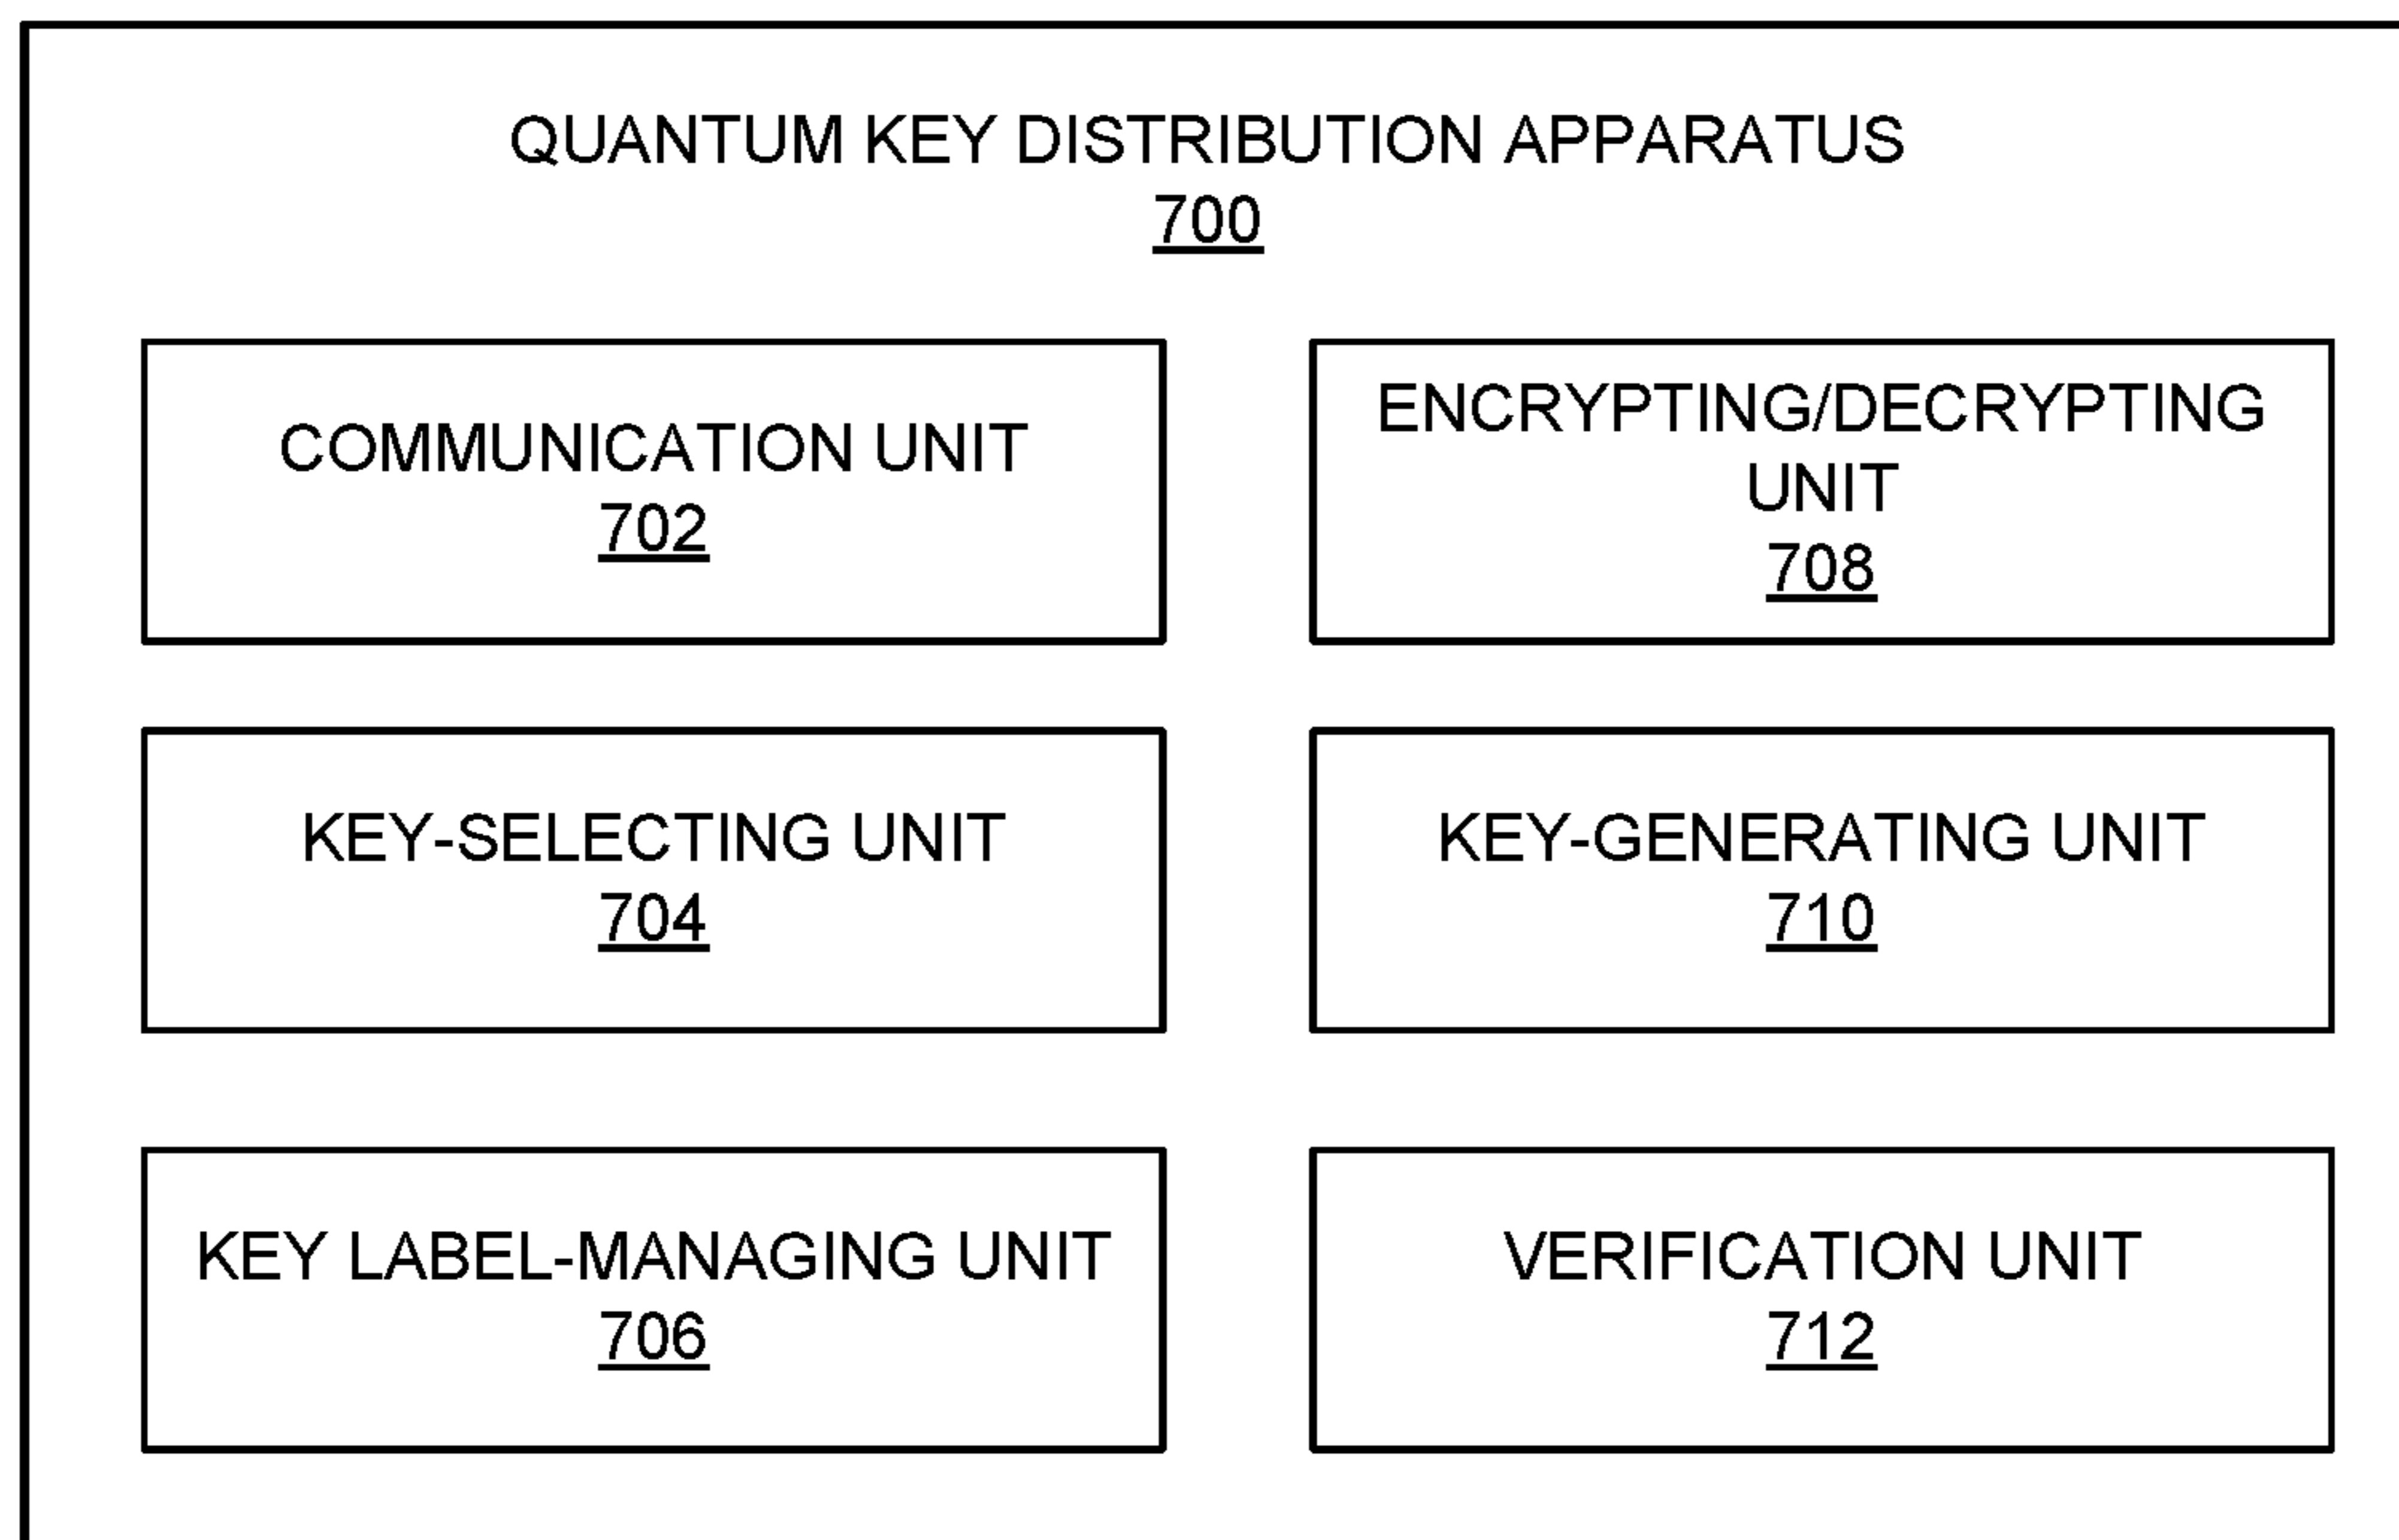 QUANTUM KEY DISTRIBUTION APPARATUS
700
COMMUNICATION UNIT
702
ENCRYPTING/DECRYPTING
UNIT
708
KEY-SELECTING UNIT
704
KEY-GENERATING UNIT
710
KEY LABEL-MANAGING UNIT
706
VERIFICATION UNIT
712